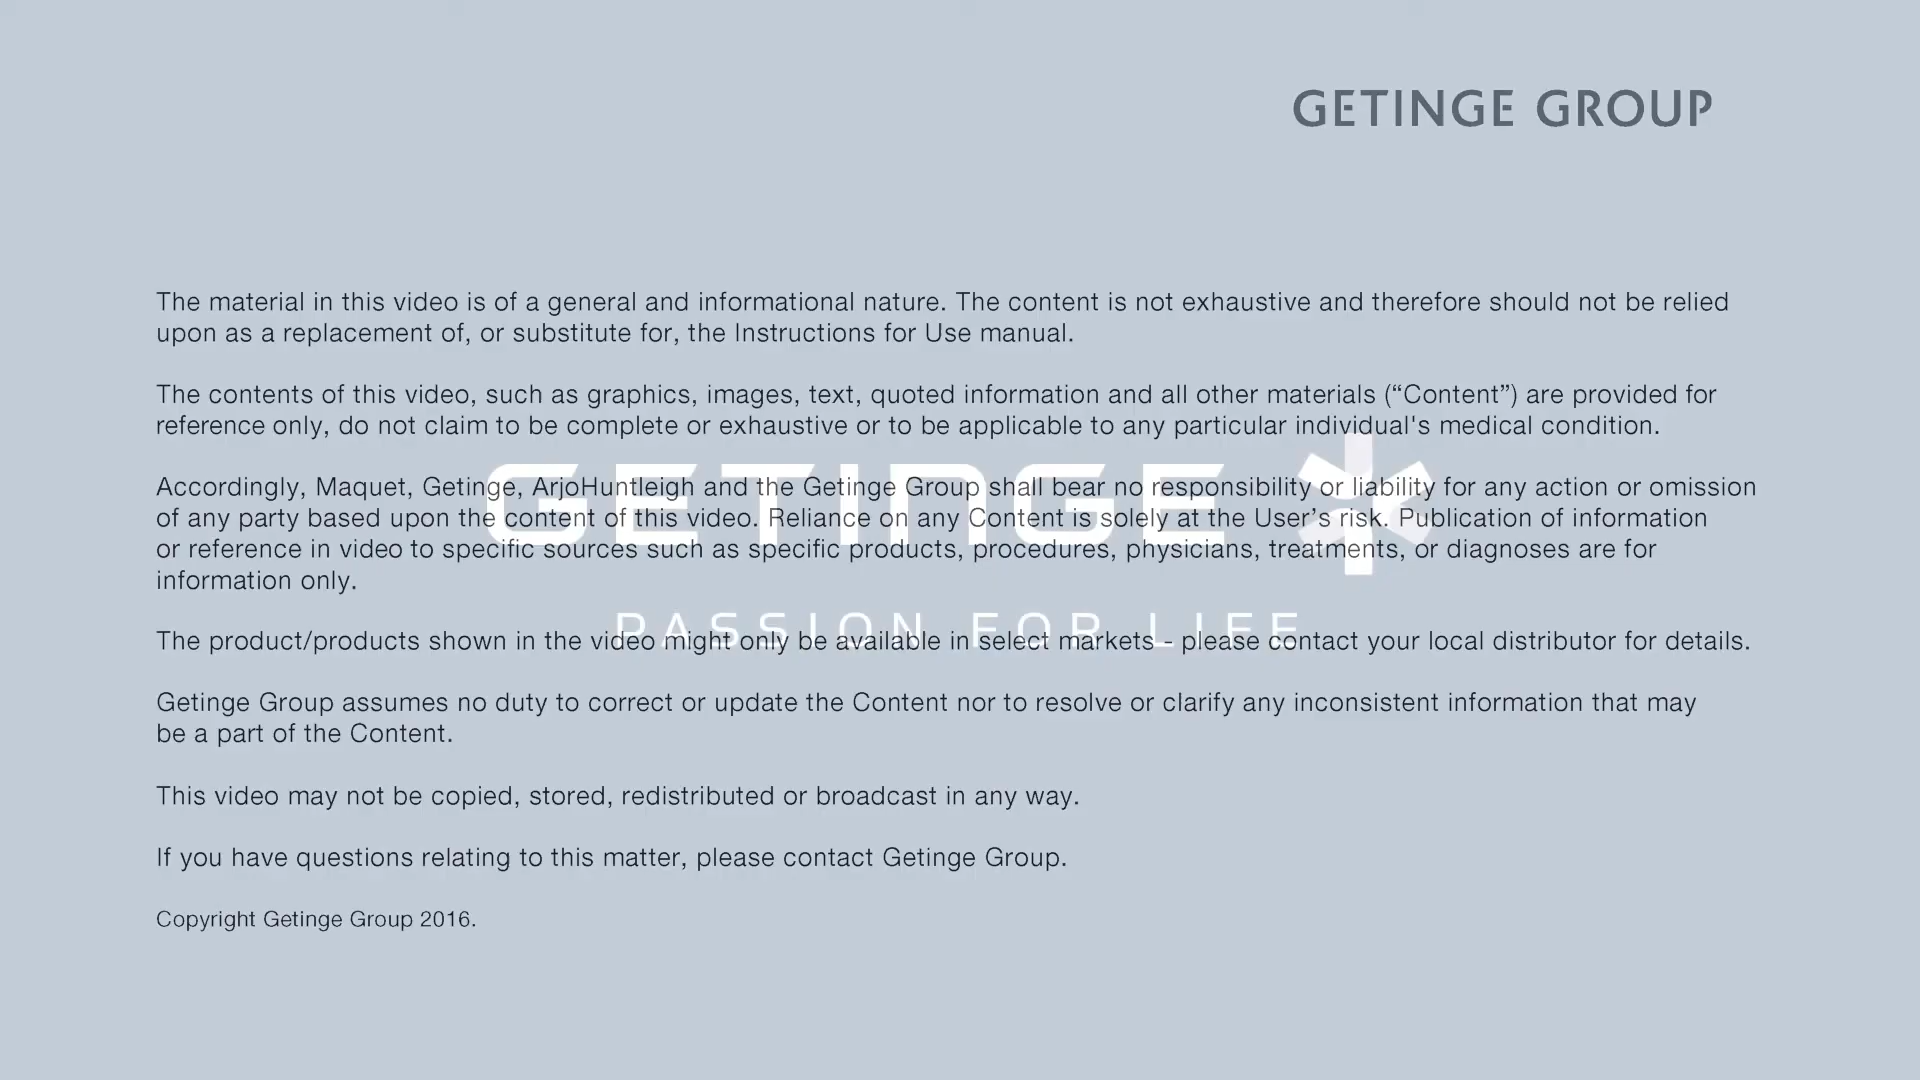 GETINGE GROUP
The material in this video is of a general and informational nature. The content is not exhaustive and therefore should not be relied
upon as a replacement of, or substitute for, the Instructions for Use manual.
The contents of this video, such as graphics, images, text, quoted information and all other materials (“Content”) are provided for
reference only, do not claim to be complete or exhaustive or to be applicable to any particular individual's medical condition.
GETINGE
Accordingly, Maquet, Getinge, ArjoHuntleigh and the Getinge Group shall bear no responsibility or liability for any action or omission
of any party based upon the content of this video. Reliance on any Content is solely at the User’s risk. Publication of information
or reference in video to specific sources such as specific products, procedures, physicians, treatments, or diagnoses are for
information only.
PASSION FOR LIFE
The product/products shown in the video might only be available in select markets - please contact your local distributor for details.
Getinge Group assumes no duty to correct or update the Content nor to resolve or clarify any inconsistent information that may
be a part of the Content.
This video may not be copied, stored, redistributed or broadcast in any way.
If you have questions relating to this matter, please contact Getinge Group.
Copyright Getinge Group 2016.